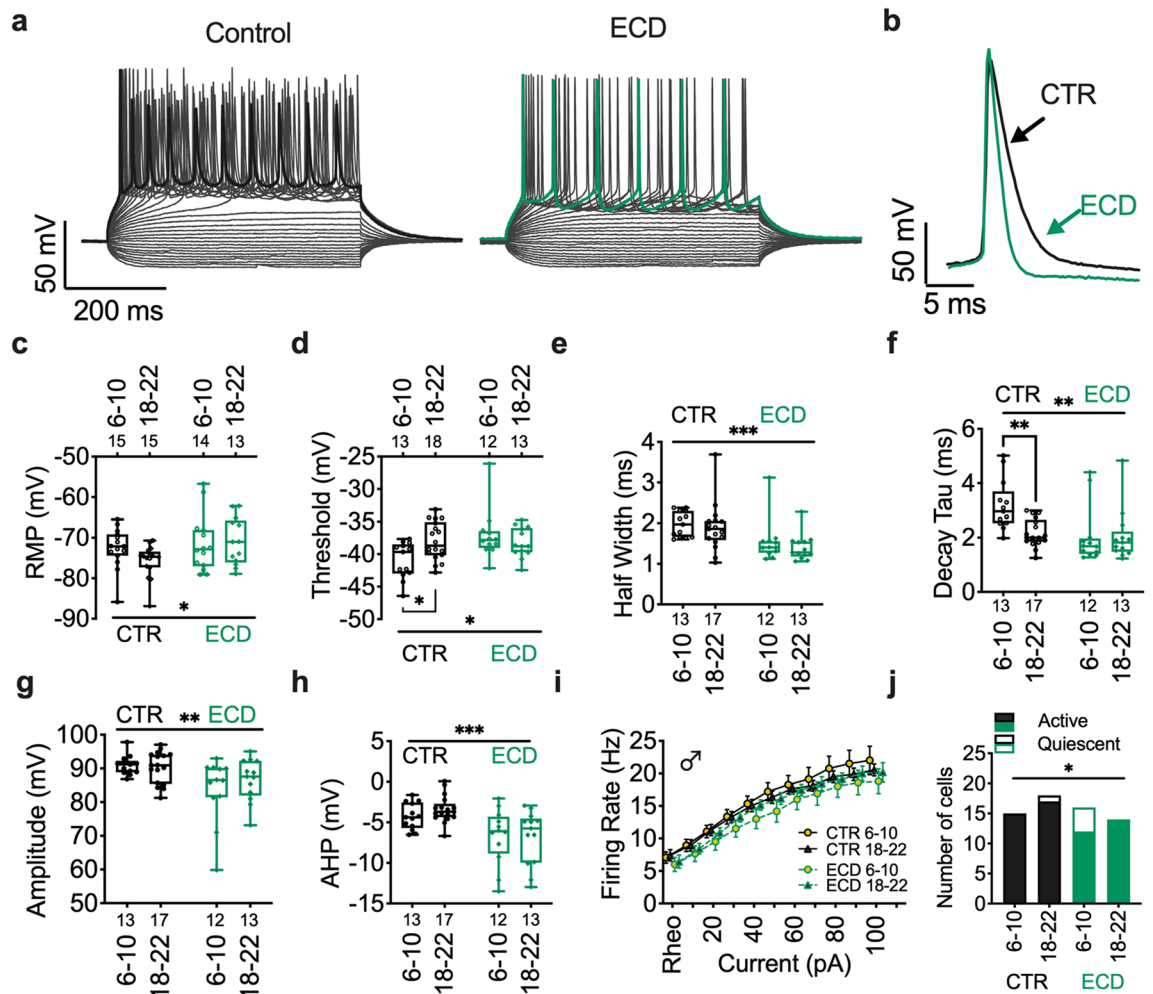 a
Control
ECD
50 mV
200 ms
b
CTR
ECD
50 mV
5 ms
c
6-10
18-22
6-10
18-22
15
15
14
13
RMP (mV)
-50
-60
-70
-80
-90
*
CTR
ECD
d
6-10
18-22
6-10
18-22
13
18
12
13
Threshold (mV)
-25
-30
-35
-40
-45
-50
*
*
CTR
ECD
e
CTR
ECD
***
Half Width (ms)
4
3
2
1
0
13
17
12
13
6-10
18-22
6-10
18-22
f
CTR
**
ECD
**
Decay Tau (ms)
6
4
2
0
13
17
12
13
6-10
18-22
6-10
18-22
g
CTR
**
ECD
Amplitude (mV)
100
90
80
70
60
50
13
17
12
13
6-10
18-22
6-10
18-22
h
***
CTR
ECD
AHP (mV)
5
0
-5
-10
-15
13
17
12
13
6-10
18-22
6-10
18-22
i
♂
Firing Rate (Hz)
25
20
15
10
5
0
CTR 6-10
CTR 18-22
ECD 6-10
ECD 18-22
Rheo
20
40
60
80
100
Current (pA)
j
Active
Quiescent
*
Number of cells
25
20
15
10
5
0
6-10
18-22
6-10
18-22
CTR
ECD